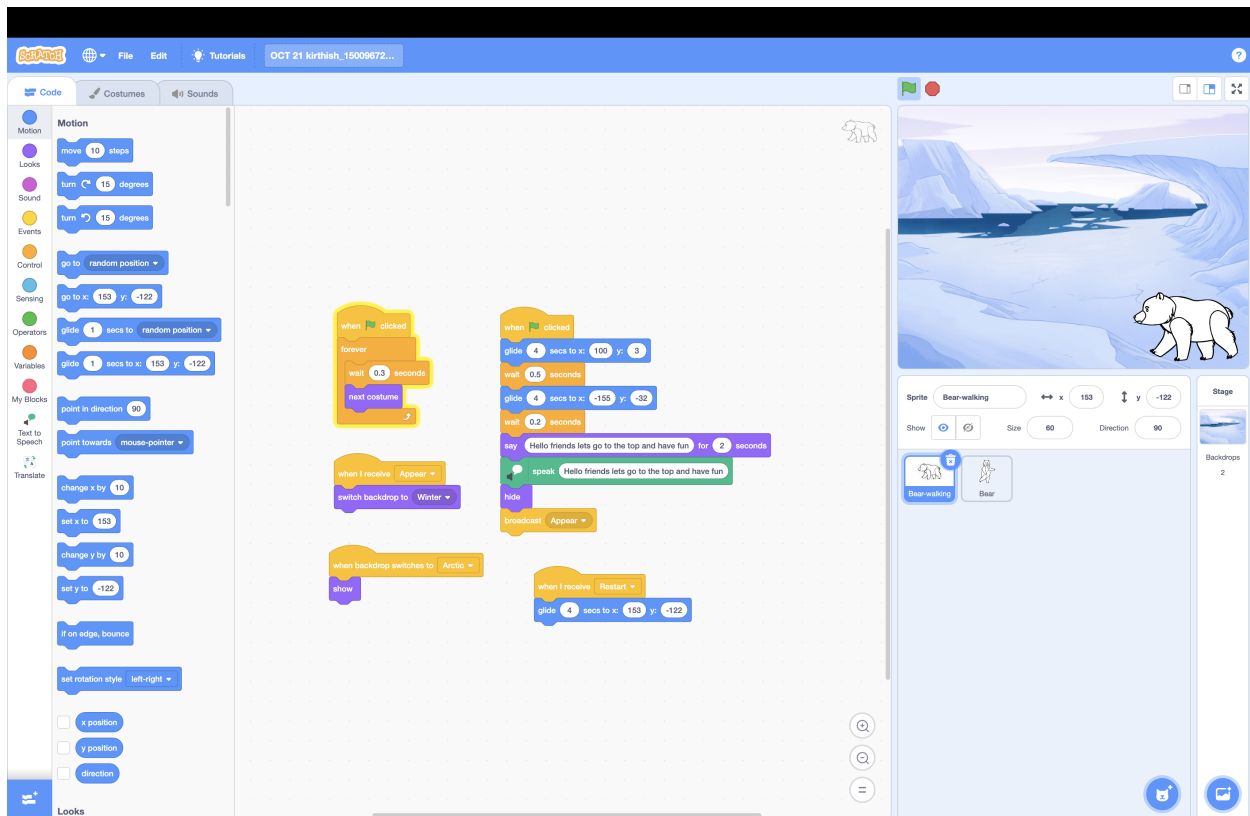 SCRATCH
File Edit Tutorials OCT 21 kirthish_15009672...
?
Code Costumes Sounds
Motion
Looks
Sound
Events
Control
Sensing
Operators
Variables
My Blocks
Text to
Speech
Translate
Motion
move 10 steps
turn 15 degrees
turn 15 degrees
go to random position
go to x: 153 y: -122
glide 1 secs to random position
glide 1 secs to x: 153 y: -122
point in direction 90
point towards mouse-pointer
change x by 10
set x to 153
change y by 10
set y to -122
if on edge, bounce
set rotation style left-right
x position
y position
direction
Looks
when clicked
forever
wait 0.3 seconds
next costume
when I receive Appear
switch backdrop to Winter
when backdrop switches to Arctic
show
when clicked
glide 4 secs to x: 100 y: 3
wait 0.5 seconds
glide 4 secs to x: -155 y: -32
wait 0.2 seconds
say Hello friends lets go to the top and have fun for 2 seconds
speak Hello friends lets go to the top and have fun
hide
broadcast Appear
when I receive Restart
glide 4 secs to x: 153 y: -122
Sprite Bear-walking x 153 y -122
Show Size 60 Direction 90
Bear-walking
Bear
Stage
Backdrops
2